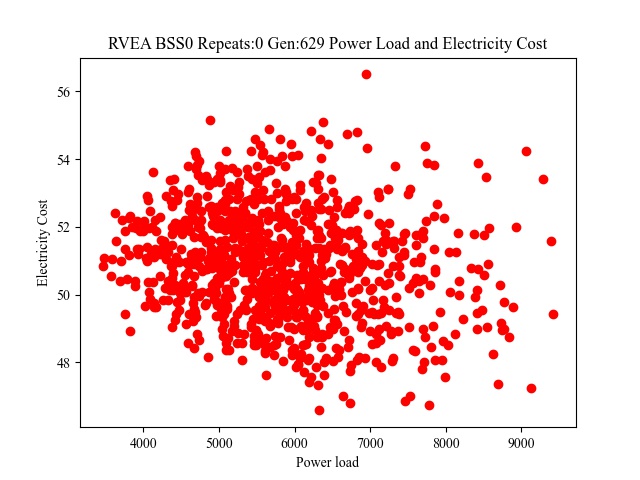 RVEA BSS0 Repeats:0 Gen:629 Power Load and Electricity Cost
56
54
52
50
48
Electricity Cost
4000 5000 6000 7000 8000 9000
Power load